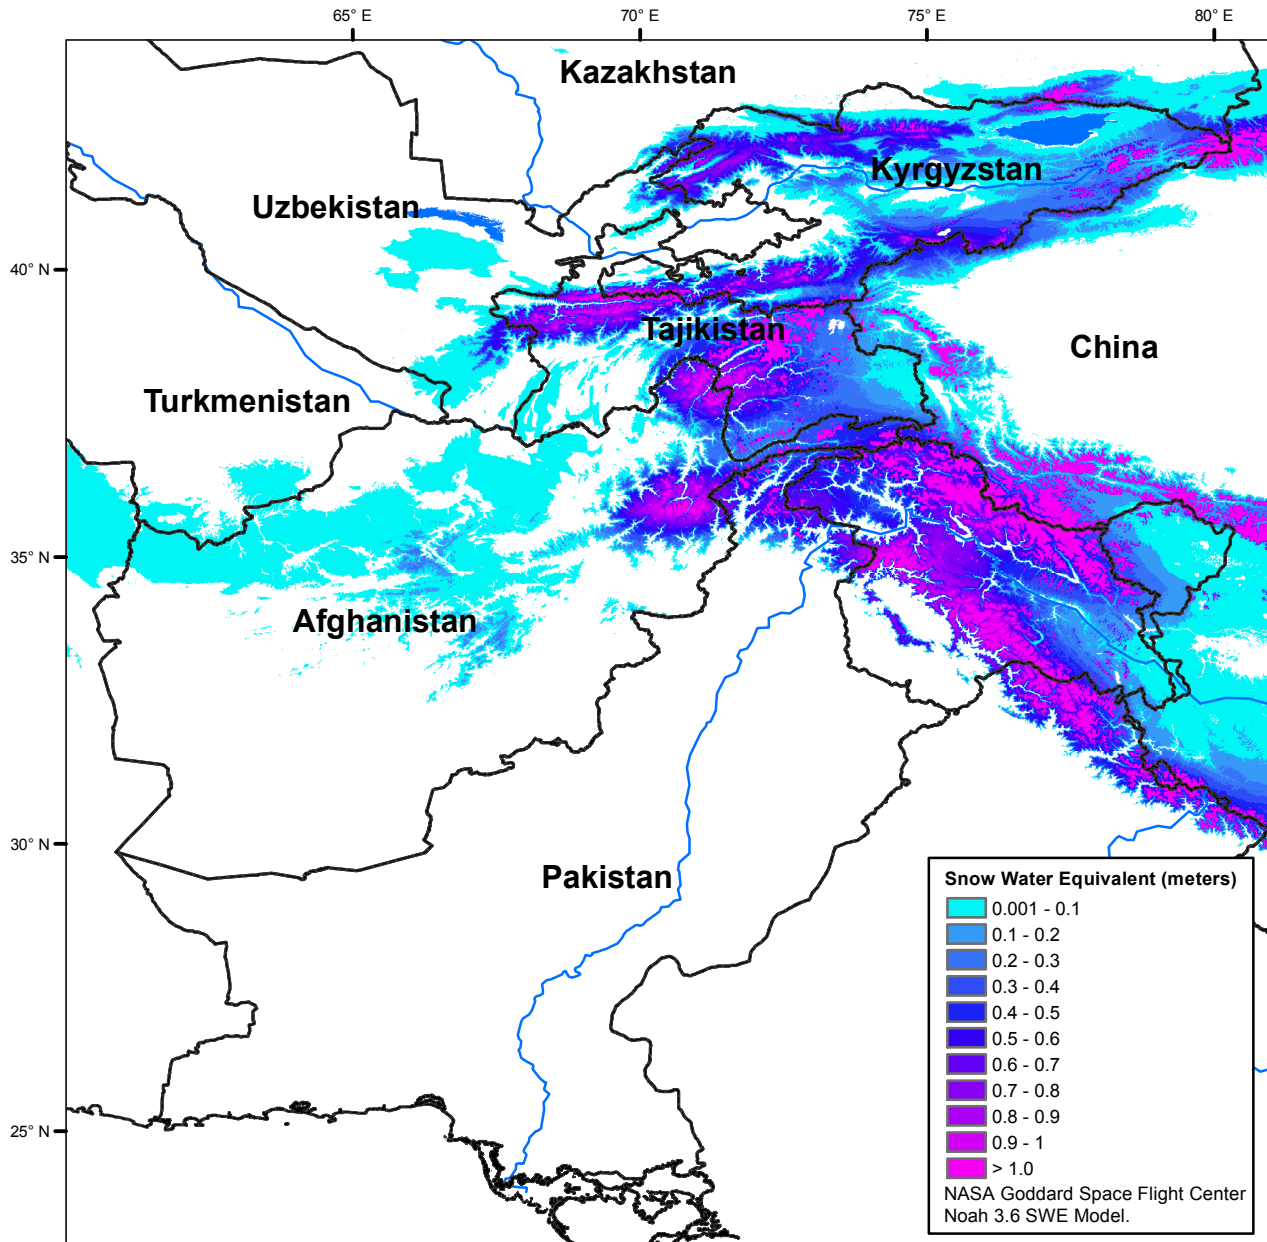 65° E
70° E
75° E
80° E
Kazakhstan
Kyrgyzstan
Uzbekistan
40° N
Tajikistan
China
Turkmenistan
35° N
Afghanistan
30° N
Pakistan
25° N
Snow Water Equivalent (meters)
0.001 - 0.1
0.1 - 0.2
0.2 - 0.3
0.3 - 0.4
0.4 - 0.5
0.5 - 0.6
0.6 - 0.7
0.7 - 0.8
0.8 - 0.9
0.9 - 1
> 1.0
NASA Goddard Space Flight Center
Noah 3.6 SWE Model.